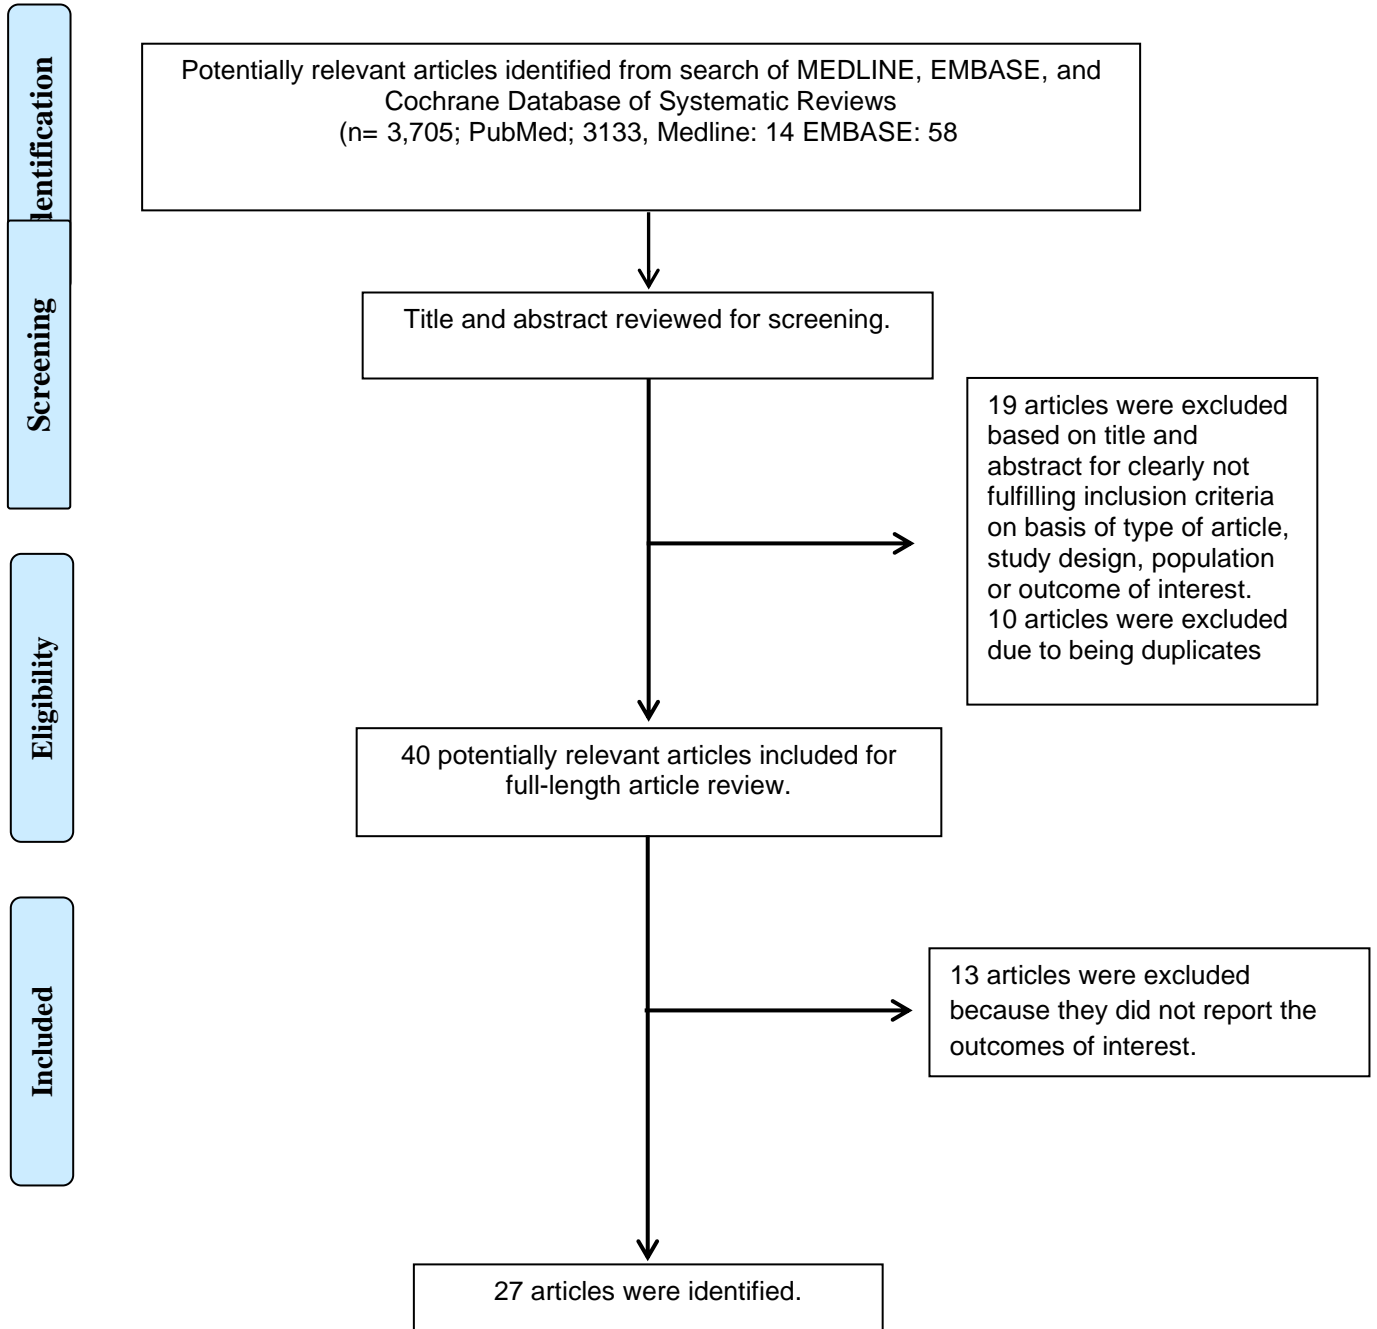 dentification
Potentially relevant articles identified from search of MEDLINE, EMBASE, and
Cochrane Database of Systematic Reviews
(n= 3,705; PubMed; 3133, Medline: 14 EMBASE: 58
Screening
Title and abstract reviewed for screening.
19 articles were excluded
based on title and
abstract for clearly not
fulfilling inclusion criteria
on basis of type of article,
study design, population
or outcome of interest.
10 articles were excluded
due to being duplicates
Eligibility
40 potentially relevant articles included for
full-length article review.
Included
13 articles were excluded
because they did not report the
outcomes of interest.
27 articles were identified.